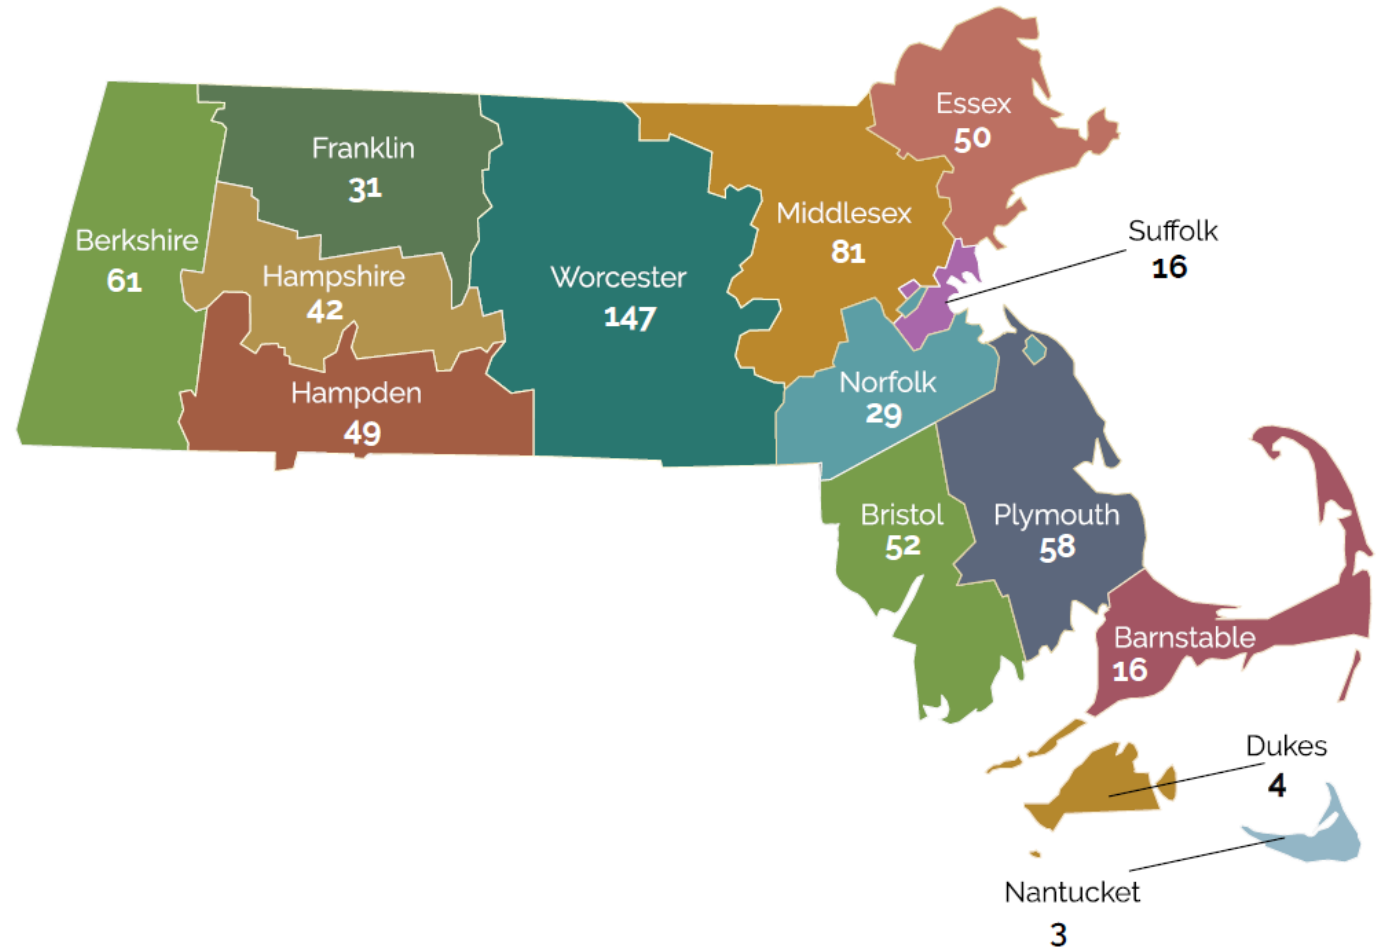 Essex
50
Franklin
31
Middlesex
81
Suffolk
16
Berkshire
61
Hampshire
42
Worcester
147
Norfolk
29
Hampden
49
Bristol
52
Plymouth
58
Barnstable
16
Dukes
4
Nantucket
3